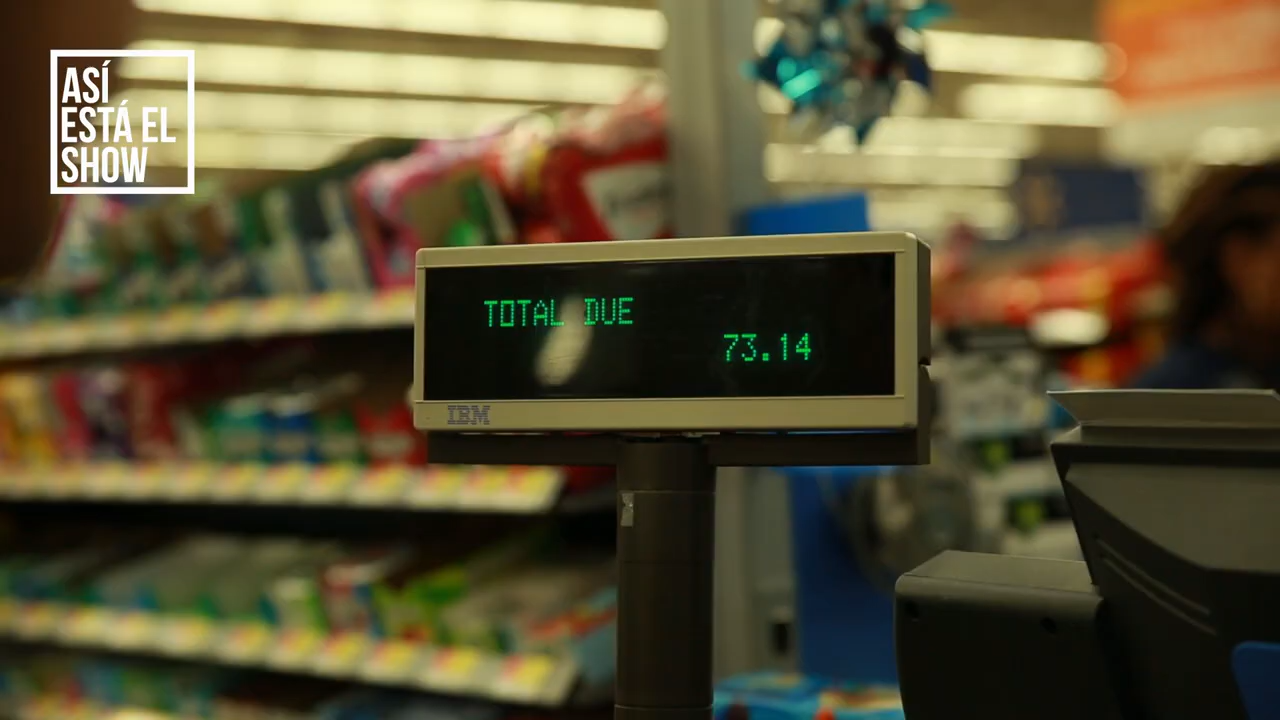 ASÍ
ESTÁ EL
SHOW
TOTAL DUE
73.14
IBM